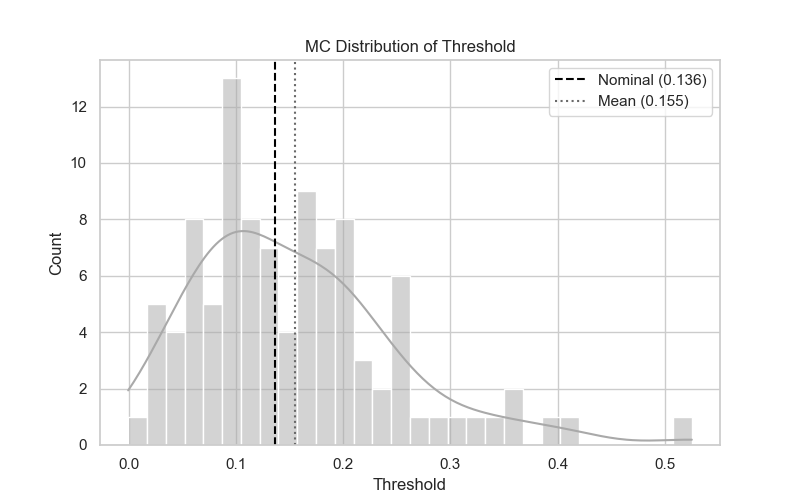 MC Distribution of Threshold
Nominal (0.136)
Mean (0.155)
Count
12
10
8
6
4
2
0
0.0 0.1 0.2 0.3 0.4 0.5
Threshold